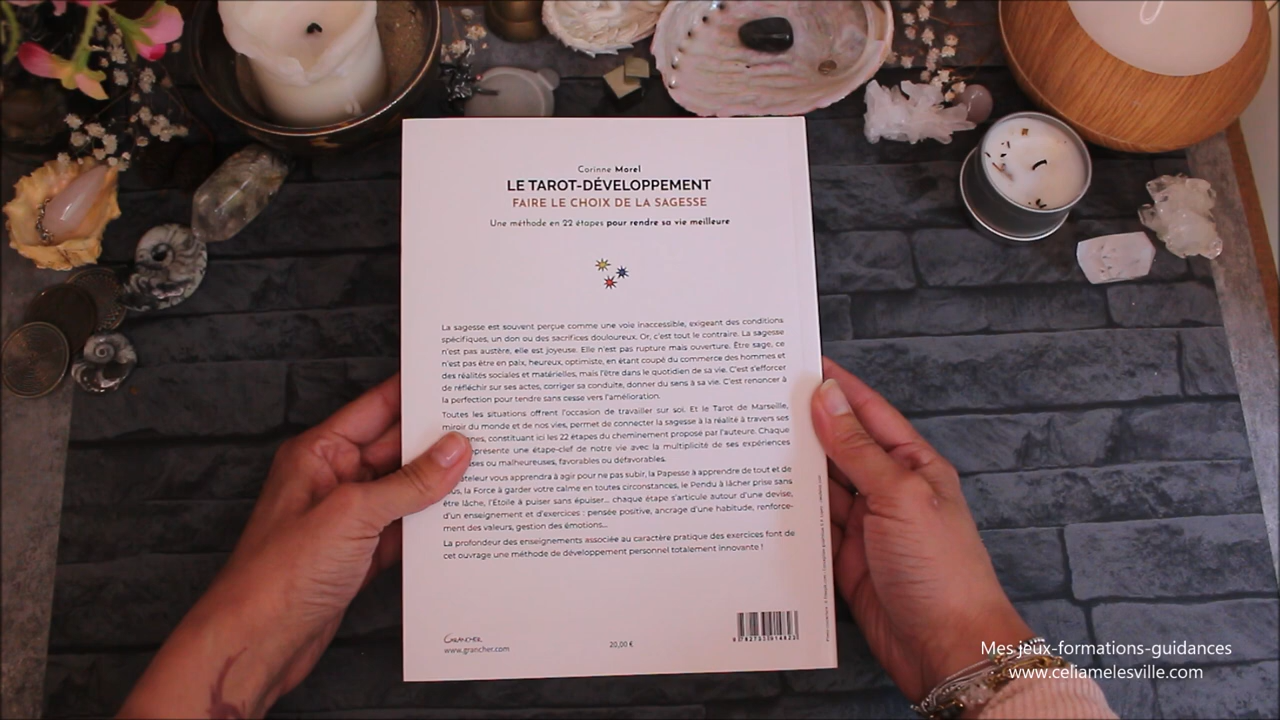 Corinne Morel
LE TAROT-DÉVELOPPEMENT
FAIRE LE CHOIX DE LA SAGESSE
Une méthode en 22 étapes pour rendre sa vie meilleure
La sagesse est souvent perçue comme une voie inaccessible, exigeant des conditions
spécifiques, un don ou des sacrifices douloureux. Or, c'est tout le contraire. La sagesse
n'est pas austère, elle est joyeuse. Elle n'est pas rupture mais ouverture. Être sage, ce
n'est pas être en paix, heureux, optimiste, en étant coupé du commerce des hommes et
des réalités sociales et matérielles, mais l'être dans le quotidien de sa vie. C'est s'efforcer
de réfléchir sur ses actes, corriger sa conduite, donner du sens à sa vie. C'est renoncer à
la perfection pour tendre sans cesse vers l'amélioration.
Toutes les situations offrent l'occasion de travailler sur soi. Et le Tarot de Marseille,
miroir du monde et de nos vies, permet de connecter la sagesse à la réalité à travers ses
nes, constituant ici les 22 étapes du cheminement proposé par l'auteure. Chaque
eprésente une étape-clef de notre vie avec la multiplicité de ses expériences
ses ou malheureuses, favorables ou défavorables.
ateleur vous apprendra à agir pour ne pas subir, la Papesse à apprendre de tout et de
ous, la Force à garder votre calme en toutes circonstances, le Pendu à lâcher prise sans
être lâche, l'Étoile à puiser sans épuiser... chaque étape s'articule autour d'une devise,
d'un enseignement et d'exercices : pensée positive, ancrage d'une habitude, renforce-
ment des valeurs, gestion des émotions...
La profondeur des enseignements associée au caractère pratique des exercices font de
cet ouvrage une méthode de développement personnel totalement innovante !
GRANCHER
www.grancher.com
20,00 €
Mes jeux-formations-guidances
www.celiamelesville.com